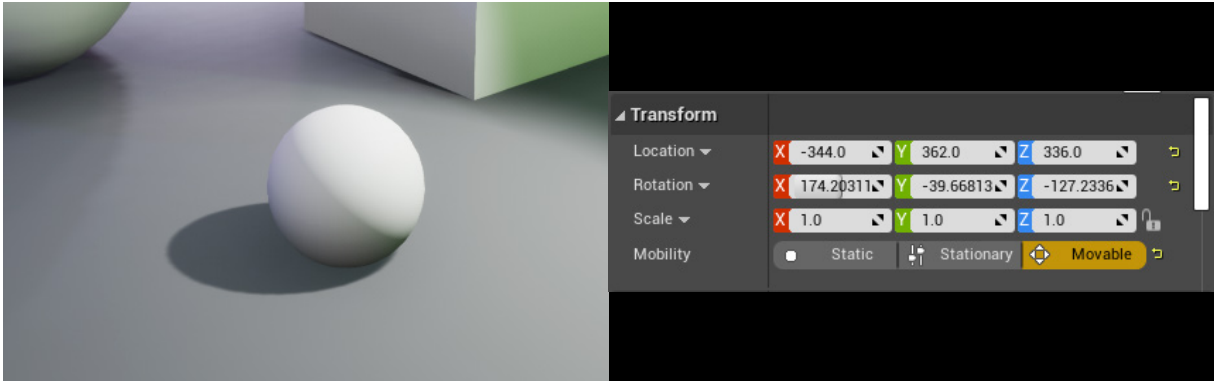 Transform
Location X -344.0 Y 362.0 Z 336.0
Rotation X 174.20311 Y -39.66813 Z -127.2336
Scale X 1.0 Y 1.0 Z 1.0
Mobility Static Stationary Movable